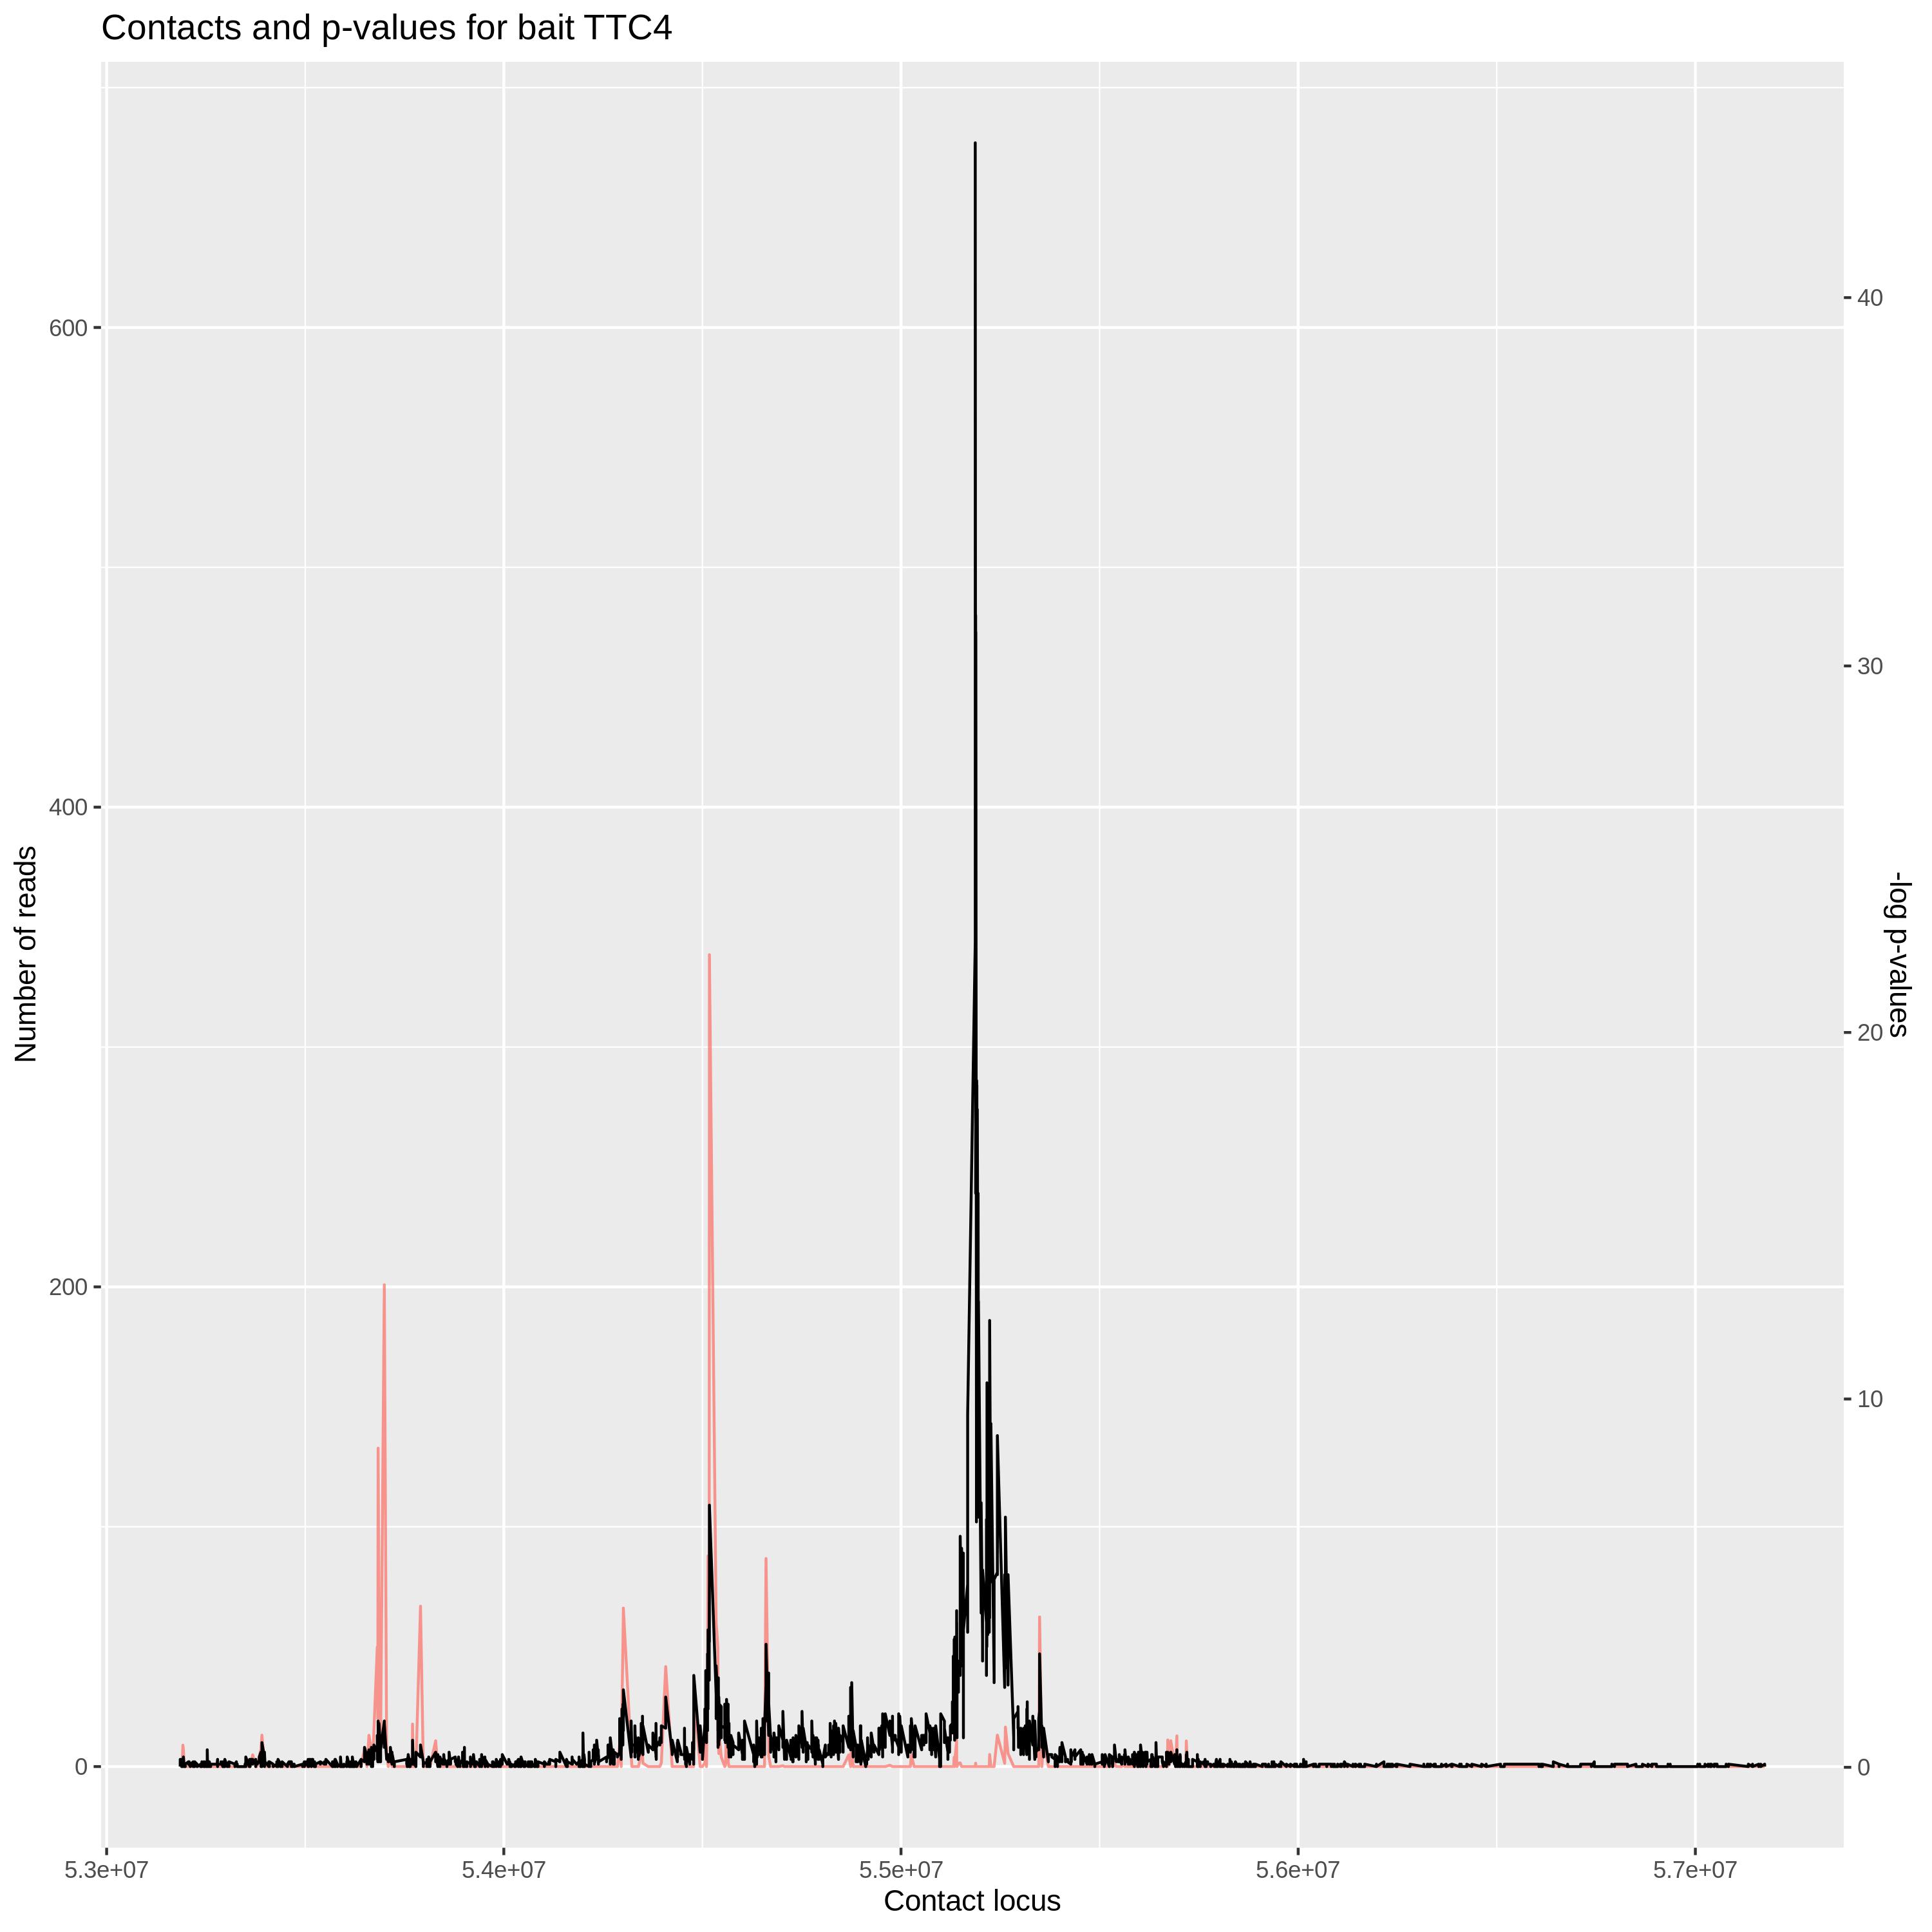 Contacts and p-values for bait TTC4
Number of reads
600
400
200
0
-log p-values
40
30
20
10
0
5.3e+07
5.4e+07
5.5e+07
5.6e+07
5.7e+07
Contact locus